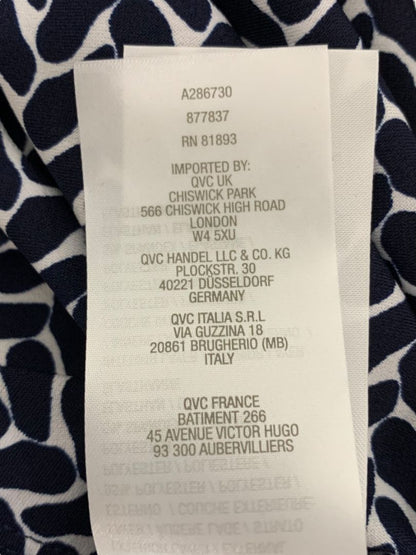 A286730
877837
RN 81893
IMPORTED BY:
QVC UK
CHISWICK PARK
566 CHISWICK HIGH ROAD
LONDON
W4 5XU
QVC HANDEL LLC & CO. KG
PLOCKSTR. 30
40221 DÜSSELDORF
GERMANY
QVC ITALIA S.R.L
VIA GUZZINA 18
20861 BRUGHERIO (MB)
ITALY
QVC FRANCE
BATIMENT 266
45 AVENUE VICTOR HUGO
93 300 AUBERVILLIERS